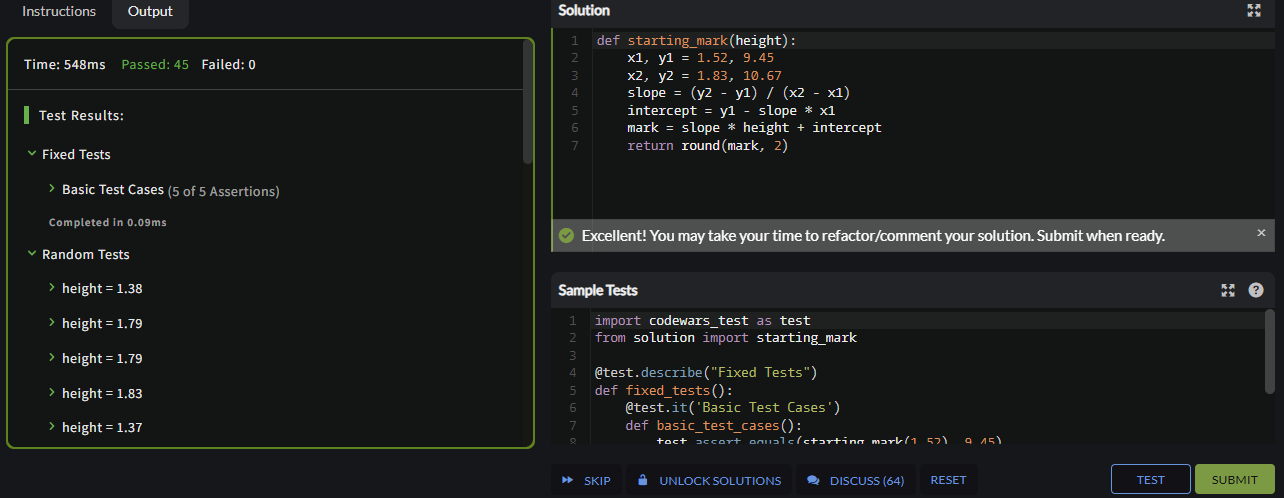 Instructions
Output
Time: 548ms Passed: 45 Failed: 0
Test Results:
Fixed Tests
Basic Test Cases (5 of 5 Assertions)
Completed in 0.09ms
Random Tests
height = 1.38
height = 1.79
height = 1.79
height = 1.83
height = 1.37
Solution
1 def starting_mark(height):
2     x1, y1 = 1.52, 9.45
3     x2, y2 = 1.83, 10.67
4     slope = (y2 - y1) / (x2 - x1)
5     intercept = y1 - slope * x1
6     mark = slope * height + intercept
7     return round(mark, 2)
Excellent! You may take your time to refactor/comment your solution. Submit when ready.
×
Sample Tests
?
1 import codewars_test as test
2 from solution import starting_mark
3
4 @test.describe("Fixed Tests")
5 def fixed_tests():
6     @test.it('Basic Test Cases')
7     def basic_test_cases():
8         test.assert_equals(starting_mark(1.52), 9.45)
SKIP
UNLOCK SOLUTIONS
DISCUSS (64)
RESET
TEST
SUBMIT